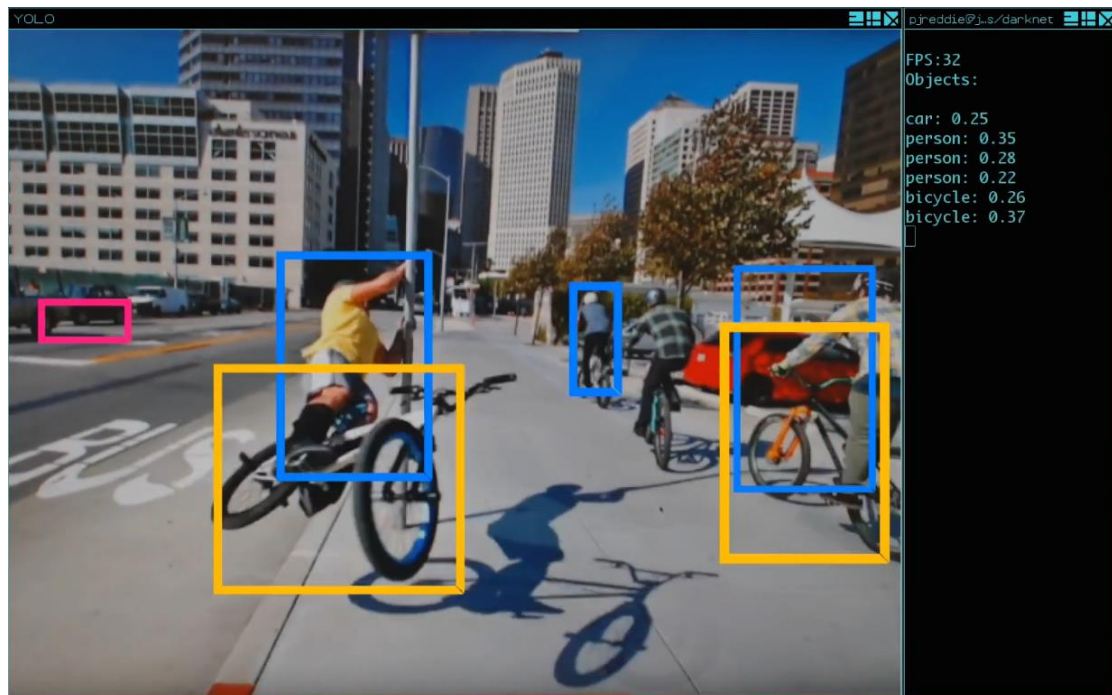 YOLO
pjreddie@j…s/darknet
FPS:32
Objects:
car: 0.25
person: 0.35
person: 0.28
person: 0.22
bicycle: 0.26
bicycle: 0.37
BUS